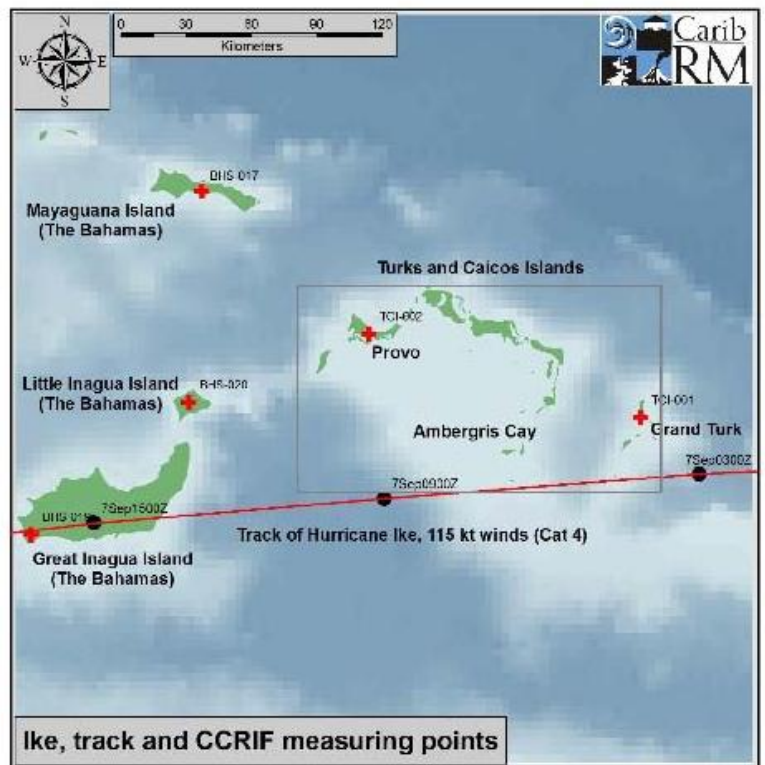 N
W
E
S
0 30 60 90 120
Kilometers
Carib
RM
BHS-017
Mayaguana Island
(The Bahamas)
Turks and Caicos Islands
TCI-002
Provo
Little Inagua Island
(The Bahamas)
BHS-020
TCI-001
Ambergris Cay
Grand Turk
7Sep0300Z
7Sep0900Z
7Sep1500Z
Track of Hurricane Ike, 115 kt winds (Cat 4)
Great Inagua Island
(The Bahamas)
Ike, track and CCRIF measuring points